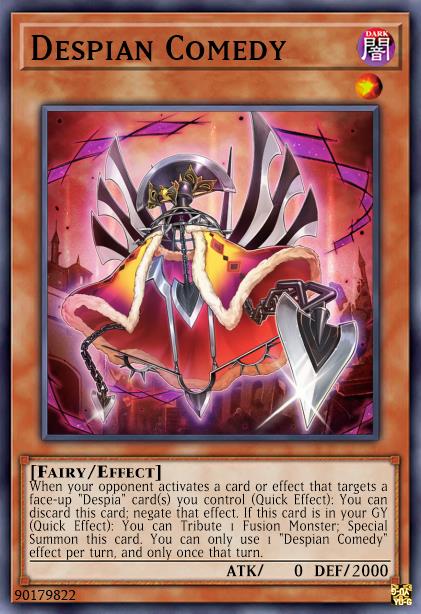 Despian Comedy
DARK
闇
[Fairy/Effect]
When your opponent activates a card or effect that targets a
face-up "Despia" card(s) you control (Quick Effect): You can
discard this card; negate that effect. If this card is in your GY
(Quick Effect): You can Tribute 1 Fusion Monster; Special
Summon this card. You can only use 1 "Despian Comedy"
effect per turn, and only once that turn.
ATK/ 0 DEF/2000
90179822